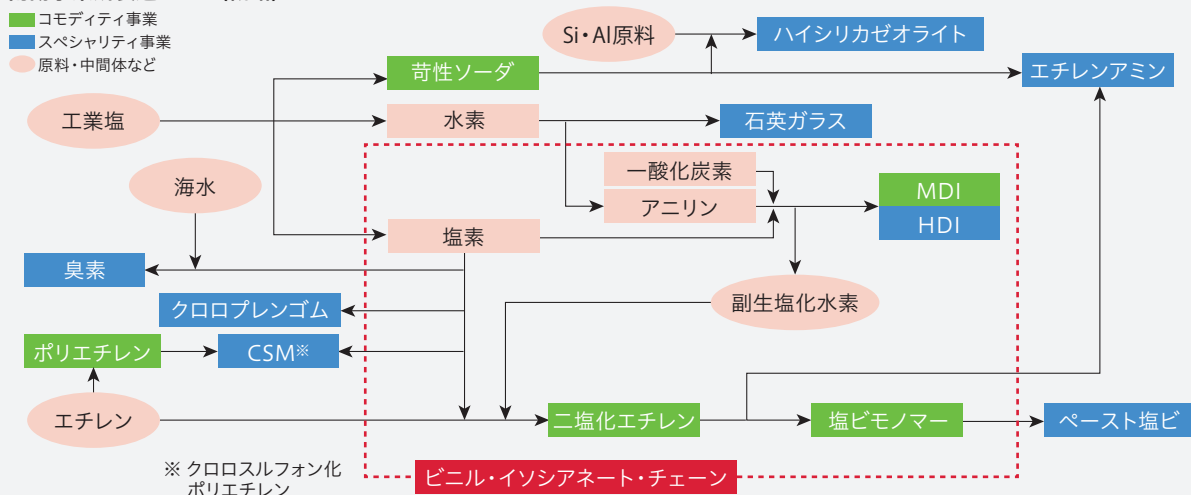 コモディティ事業
スペシャリティ事業
原料・中間体など
Si・Al原料
ハイシリカゼオライト
苛性ソーダ
エチレンアミン
工業塩
水素
石英ガラス
一酸化炭素
海水
アニリン
MDI
HDI
塩素
臭素
副生塩化水素
クロロプレンゴム
ポリエチレン
CSM※
エチレン
二塩化エチレン
塩ビモノマー
ペースト塩ビ
※ クロロスルフォン化
ポリエチレン
ビニル・イソシアネート・チェーン